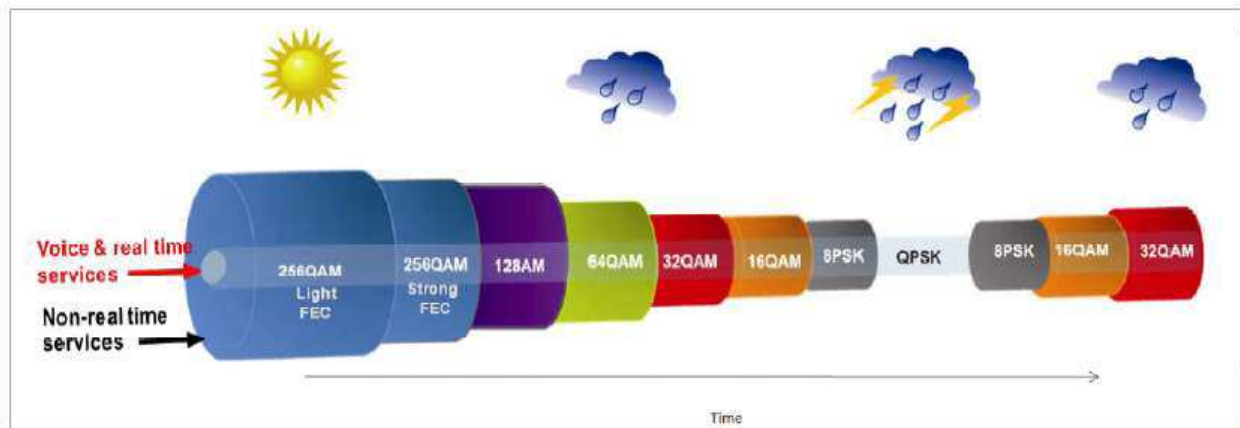 Voice & real time
services
Non-real time
services
256QAM
Light
FEC
256QAM
Strong
FEC
128AM
64QAM
32QAM
16QAM
8PSK
QPSK
8PSK
16QAM
32QAM
Time